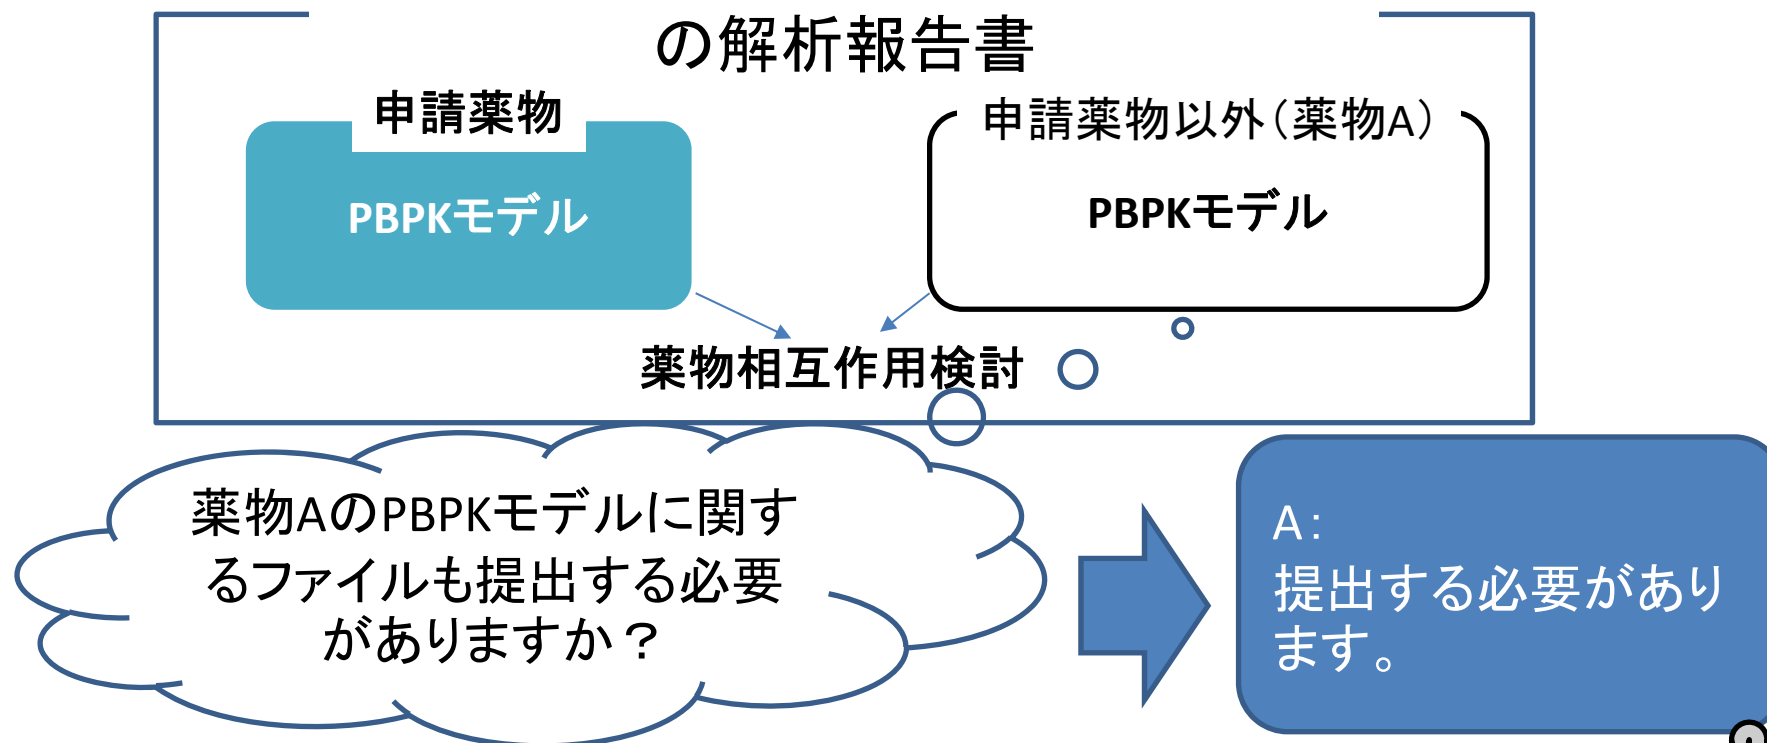 の解析報告書
申請薬物
申請薬物以外（薬物A）
PBPKモデル
PBPKモデル
薬物相互作用検討
薬物AのPBPKモデルに関す
るファイルも提出する必要
がありますか？
A：
提出する必要があり
ます。